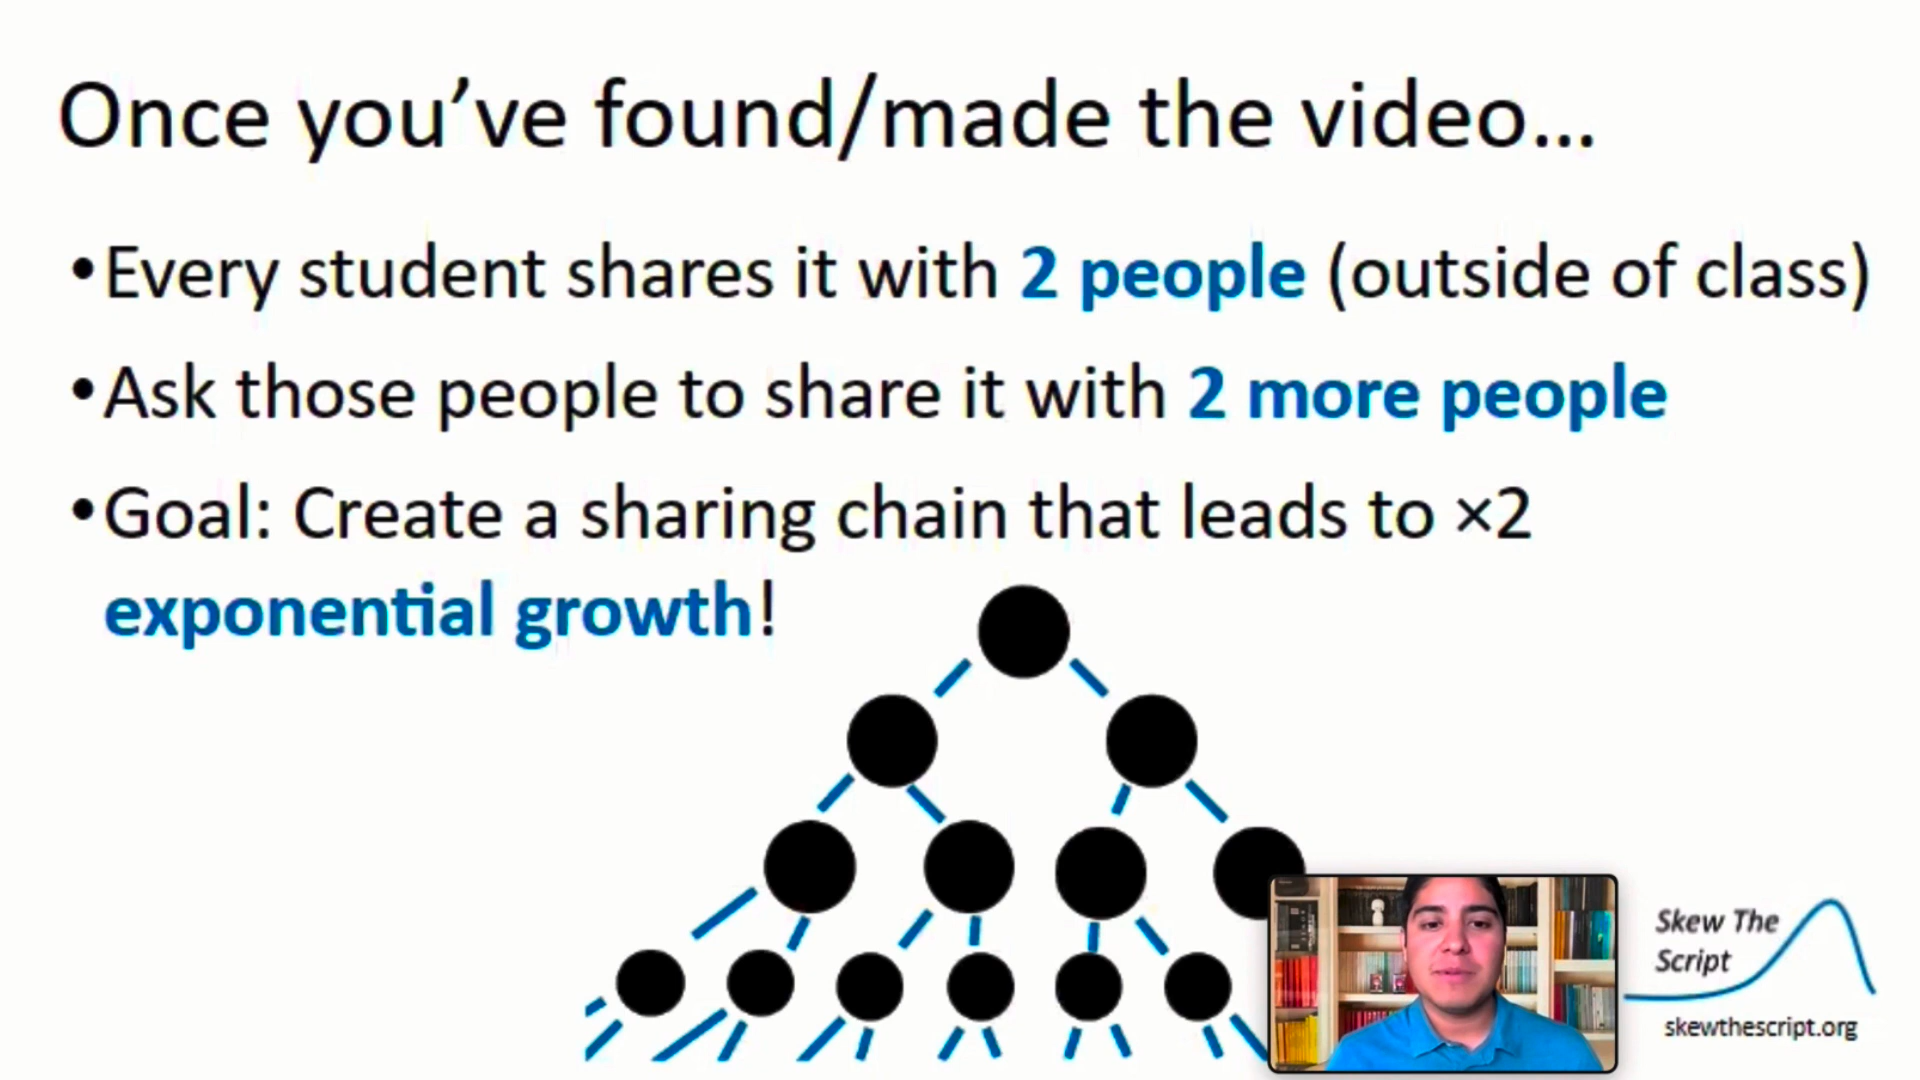 Once you’ve found/made the video...
•Every student shares it with 2 people (outside of class)
•Ask those people to share it with 2 more people
•Goal: Create a sharing chain that leads to ×2
exponential growth!
Skew The
Script
skewthescript.org